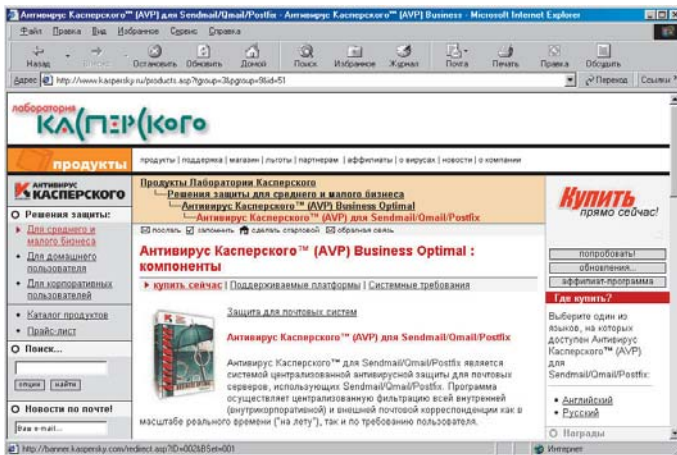 Антивирус Касперского™ (AVP) для Sendmail/Qmail/Postfix - Антивирус Касперского™ (AVP) Business - Microsoft Internet Explorer
Файл Правка Вид Избранное Сервис Справка
Назад Остановить Обновить Домой Поиск Избранное Журнал Почта Печать Правка Обсудить
Адрес http://www.kaspersky.ru/products.asp?tgroup=3&pgroup=9&id=51 Переход Ссылки »
лаборатория
КАСПЕРСКОГО
продукты
продукты | поддержка | магазин | льготы | партнерам | аффилиаты | о вирусах | новости | о компании
АНТИВИРУС
КАСПЕРСКОГО
Решения защиты:
Для среднего и
малого бизнеса
Для домашнего
пользователя
Для корпоративных
пользователей
Каталог продуктов
Прайс-лист
Поиск...
опции найти
Новости по почте!
Ваш e-mail...
Продукты Лаборатории Касперского
Решения защиты для среднего и малого бизнеса
Антивирус Касперского™ (AVP) Business Optimal
Антивирус Касперского™ (AVP) для Sendmail/Qmail/Postfix
послать запомнить сделать стартовой обратная связь
Антивирус Касперского™ (AVP) Business Optimal :
компоненты
купить сейчас | Поддерживаемые платформы | Системные требования
Защита для почтовых систем
Антивирус Касперского™ (AVP) для Sendmail/Qmail/Postfix
Антивирус Касперского™ для Sendmail/Qmail/Postfix является
системой централизованной антивирусной защиты для почтовых
серверов, использующих Sendmail/Qmail/Postfix. Программа
осуществляет централизованную фильтрацию всей внутренней
(внутрикорпоративной) и внешней почтовой корреспонденции как в
масштабе реального времени ("на лету"), так и по требованию пользователя.
Купить
прямо сейчас!
попробовать!
обновления...
аффилиат-программа
Где купить?
Выберите один из
языков, на которых
доступен Антивирус
Касперского™ (AVP)
для
Sendmail/Qmail/Postfix:
Английский
Русский
Награды
http://banner.kaspersky.com/redirect.asp?ID=002&BSet=001 Интернет